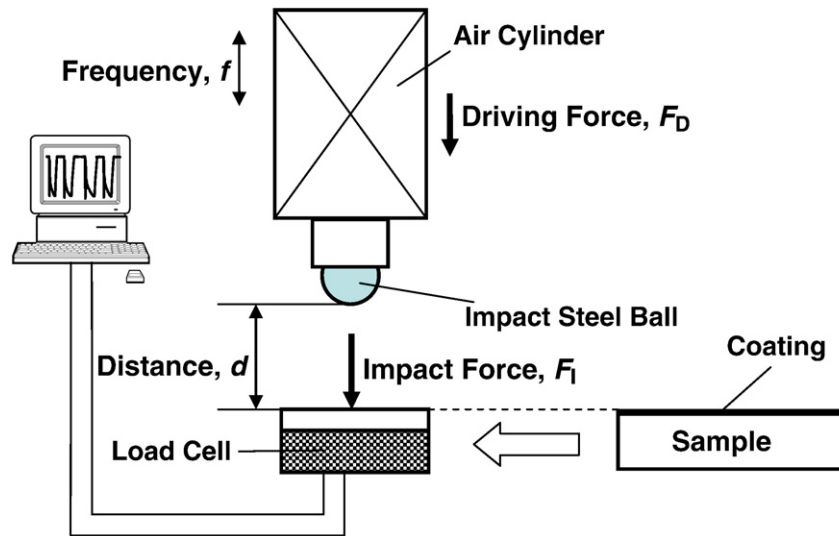 Air Cylinder
Frequency, f
Driving Force, FD
Impact Steel Ball
Coating
Distance, d
Impact Force, FI
Load Cell
Sample